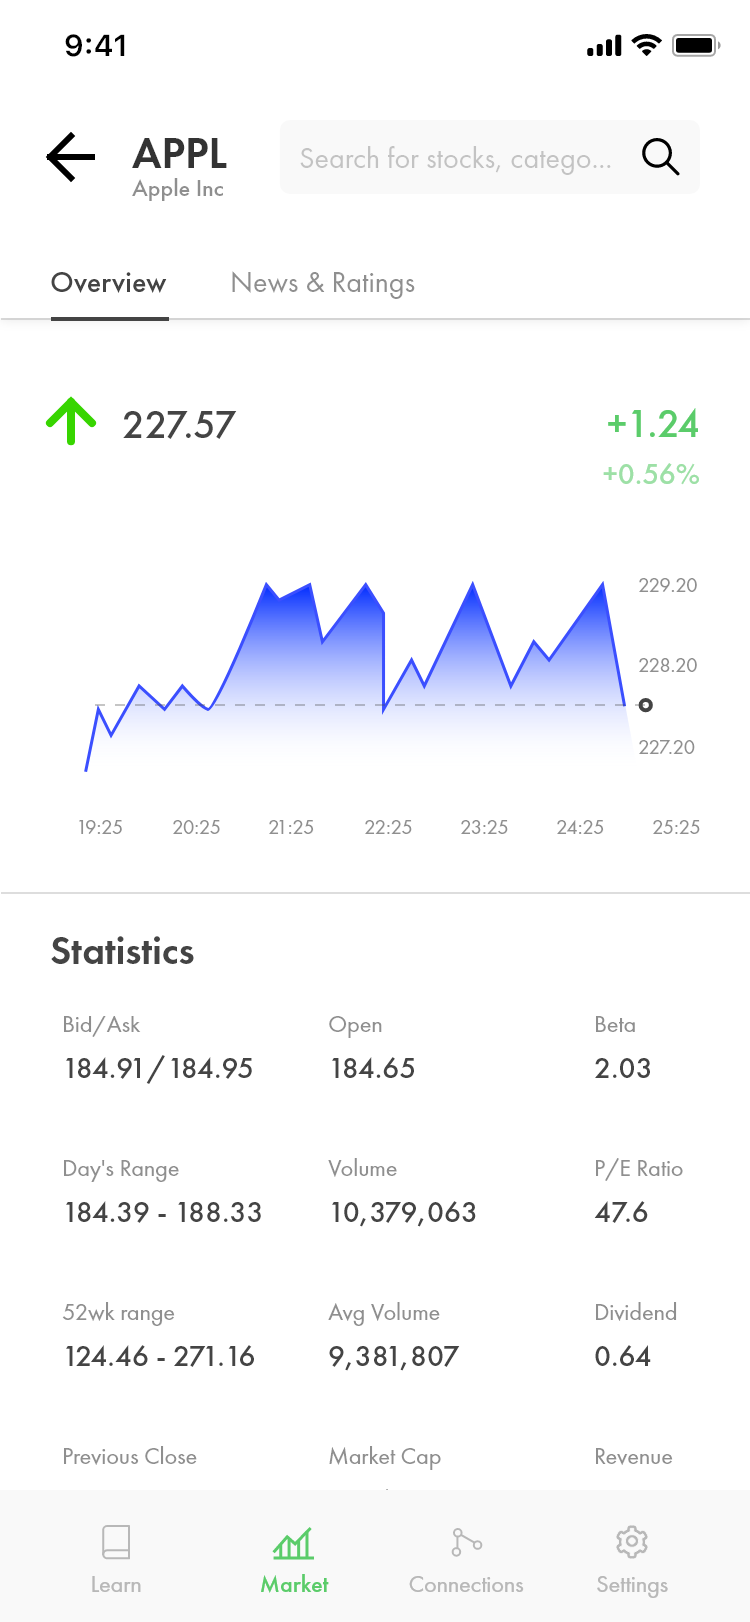 9:41
APPL
Apple Inc
Search for stocks, catego...
Overview
News & Ratings
227.57
+1.24
+0.56%
229.20
228.20
227.20
19:25 20:25 21:25 22:25 23:25 24:25 25:25
Statistics
Bid/Ask Open Beta
184.91/184.95 184.65 2.03
Day's Range Volume P/E Ratio
184.39 - 188.33 10,379,063 47.6
52wk range Avg Volume Dividend
124.46 - 271.16 9,381,807 0.64
Previous Close Market Cap Revenue
Learn Market Connections Settings